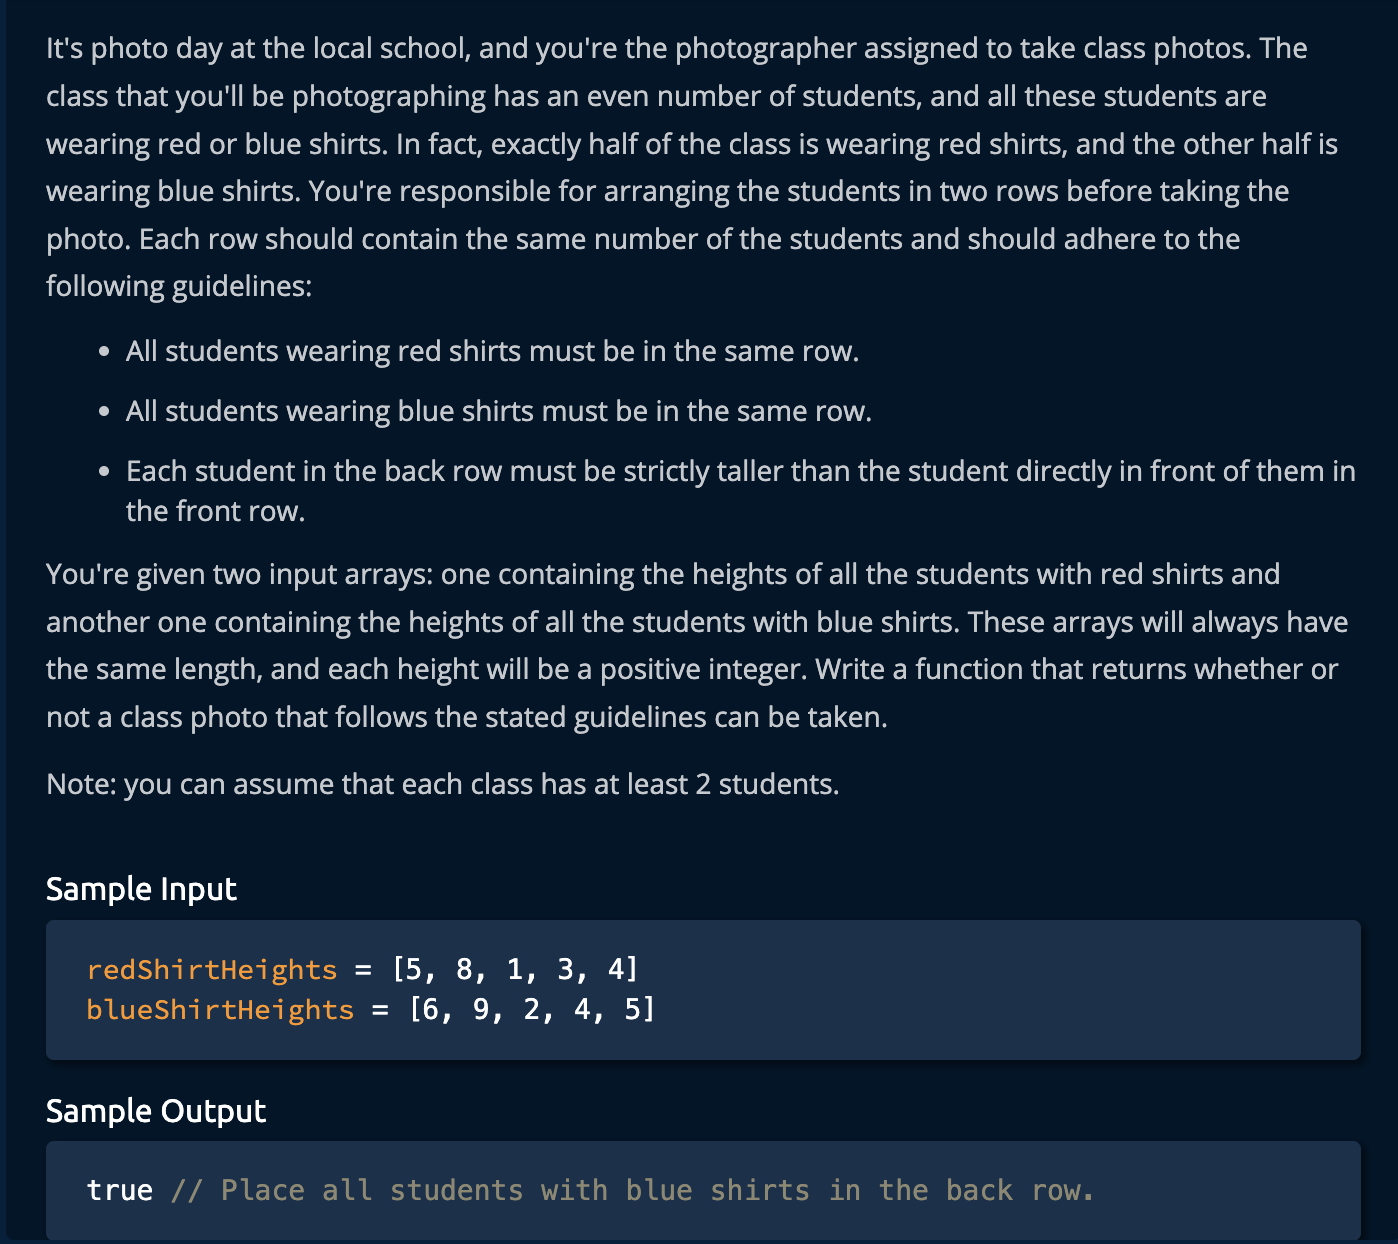 It's photo day at the local school, and you're the photographer assigned to take class photos. The
class that you'll be photographing has an even number of students, and all these students are
wearing red or blue shirts. In fact, exactly half of the class is wearing red shirts, and the other half is
wearing blue shirts. You're responsible for arranging the students in two rows before taking the
photo. Each row should contain the same number of the students and should adhere to the
following guidelines:
• All students wearing red shirts must be in the same row.
• All students wearing blue shirts must be in the same row.
• Each student in the back row must be strictly taller than the student directly in front of them in
the front row.
You're given two input arrays: one containing the heights of all the students with red shirts and
another one containing the heights of all the students with blue shirts. These arrays will always have
the same length, and each height will be a positive integer. Write a function that returns whether or
not a class photo that follows the stated guidelines can be taken.
Note: you can assume that each class has at least 2 students.
Sample Input
redShirtHeights = [5, 8, 1, 3, 4]
blueShirtHeights = [6, 9, 2, 4, 5]
Sample Output
true // Place all students with blue shirts in the back row.